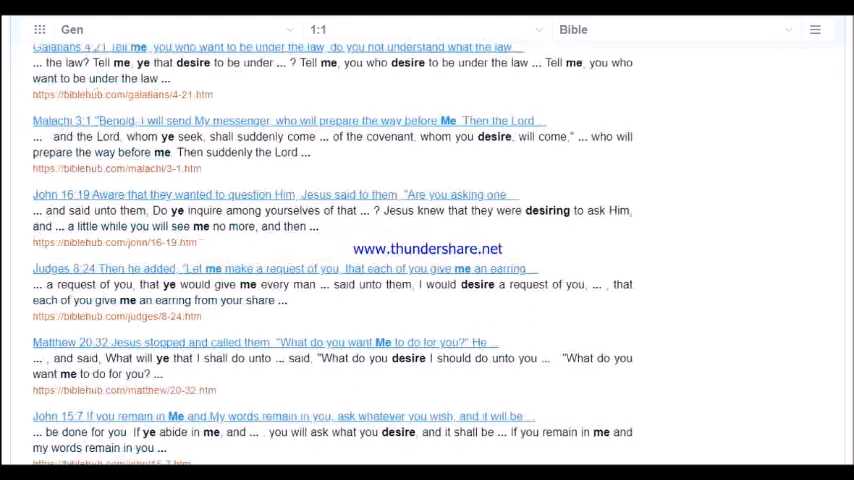 Gen
1:1
Bible
Galatians 4:21 Tell me, you who want to be under the law, do you not understand what the law ...
... the law? Tell me, ye that desire to be under ... ? Tell me, you who desire to be under the law ... Tell me, you who
want to be under the law ...
https://biblehub.com/galatians/4-21.htm
Malachi 3:1 "Behold, I will send My messenger, who will prepare the way before Me. Then the Lord ...
... and the Lord, whom ye seek, shall suddenly come ... of the covenant, whom you desire, will come," ... who will
prepare the way before me. Then suddenly the Lord ...
https://biblehub.com/malachi/3-1.htm
John 16:19 Aware that they wanted to question Him, Jesus said to them, "Are you asking one ...
... and said unto them, Do ye inquire among yourselves of that ... ? Jesus knew that they were desiring to ask Him,
and ... a little while you will see me no more, and then ...
https://biblehub.com/john/16-19.htm
www.thundershare.net
Judges 8:24 Then he added, "Let me make a request of you, that each of you give me an earring ...
... a request of you, that ye would give me every man ... said unto them, I would desire a request of you, ... , that
each of you give me an earring from your share ...
https://biblehub.com/judges/8-24.htm
Matthew 20:32 Jesus stopped and called them. "What do you want Me to do for you?" He ...
... , and said, What will ye that I shall do unto ... said, "What do you desire I should do unto you ... "What do you
want me to do for you? ...
https://biblehub.com/matthew/20-32.htm
John 15:7 If you remain in Me and My words remain in you, ask whatever you wish, and it will be ...
... be done for you. If ye abide in me, and ... , you will ask what you desire, and it shall be ... If you remain in me and
my words remain in you ...
https://biblehub.com/john/15-7.htm